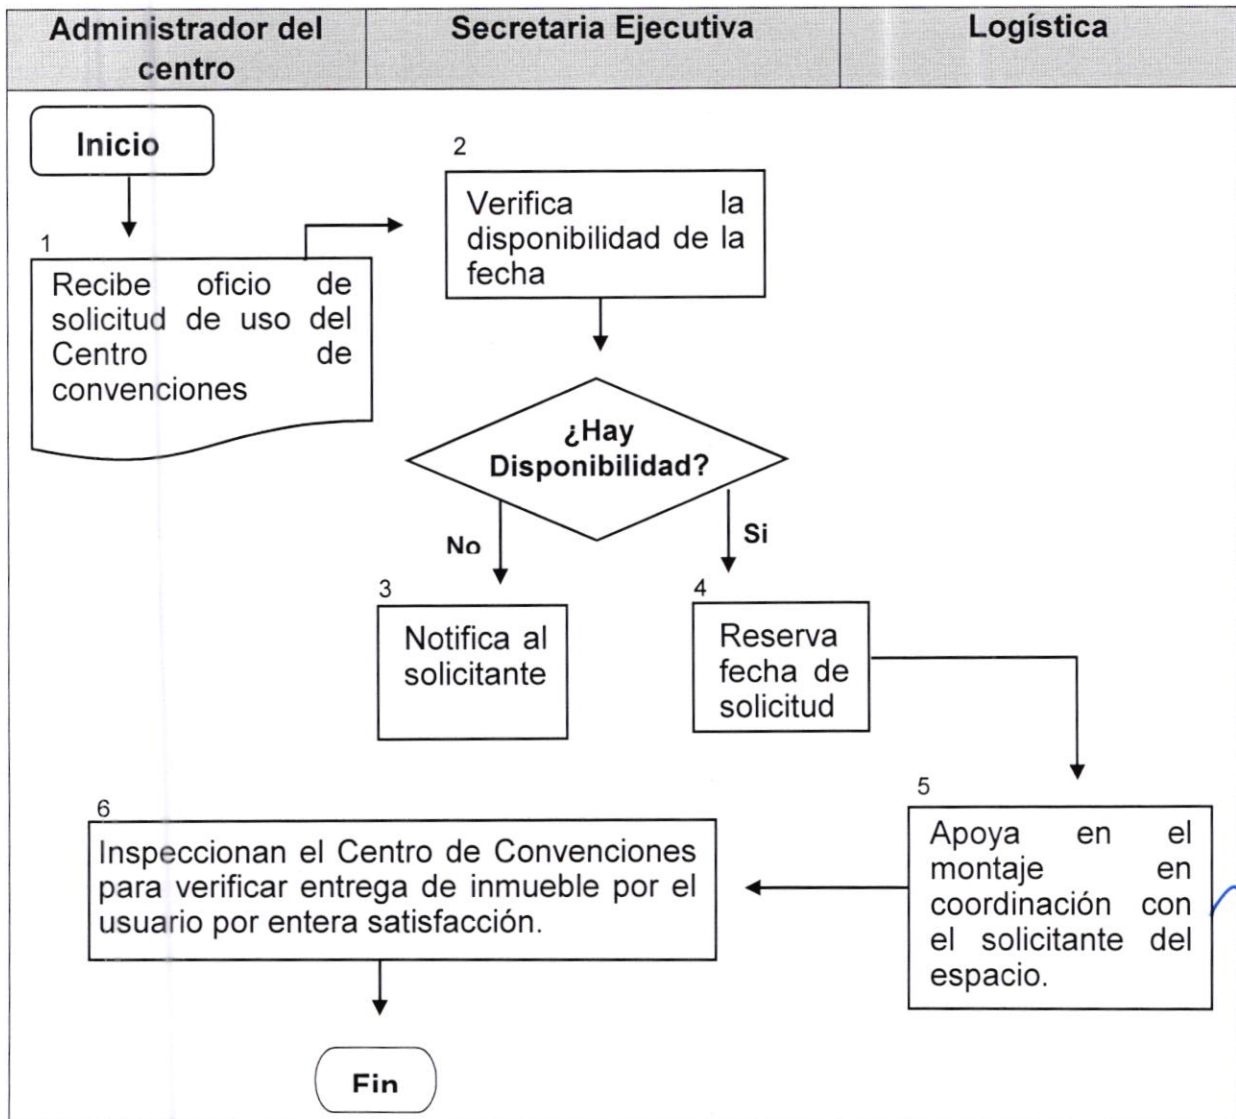 Administrador del
centro
Secretaria Ejecutiva
Logística
Inicio
1
Recibe oficio de
solicitud de uso del
Centro de
convenciones
2
Verifica la
disponibilidad de la
fecha
¿Hay
Disponibilidad?
No
Si
3
Notifica al
solicitante
4
Reserva
fecha de
solicitud
5
Apoya en el
montaje en
coordinación con
el solicitante del
espacio.
6
Inspeccionan el Centro de Convenciones
para verificar entrega de inmueble por el
usuario por entera satisfacción.
Fin